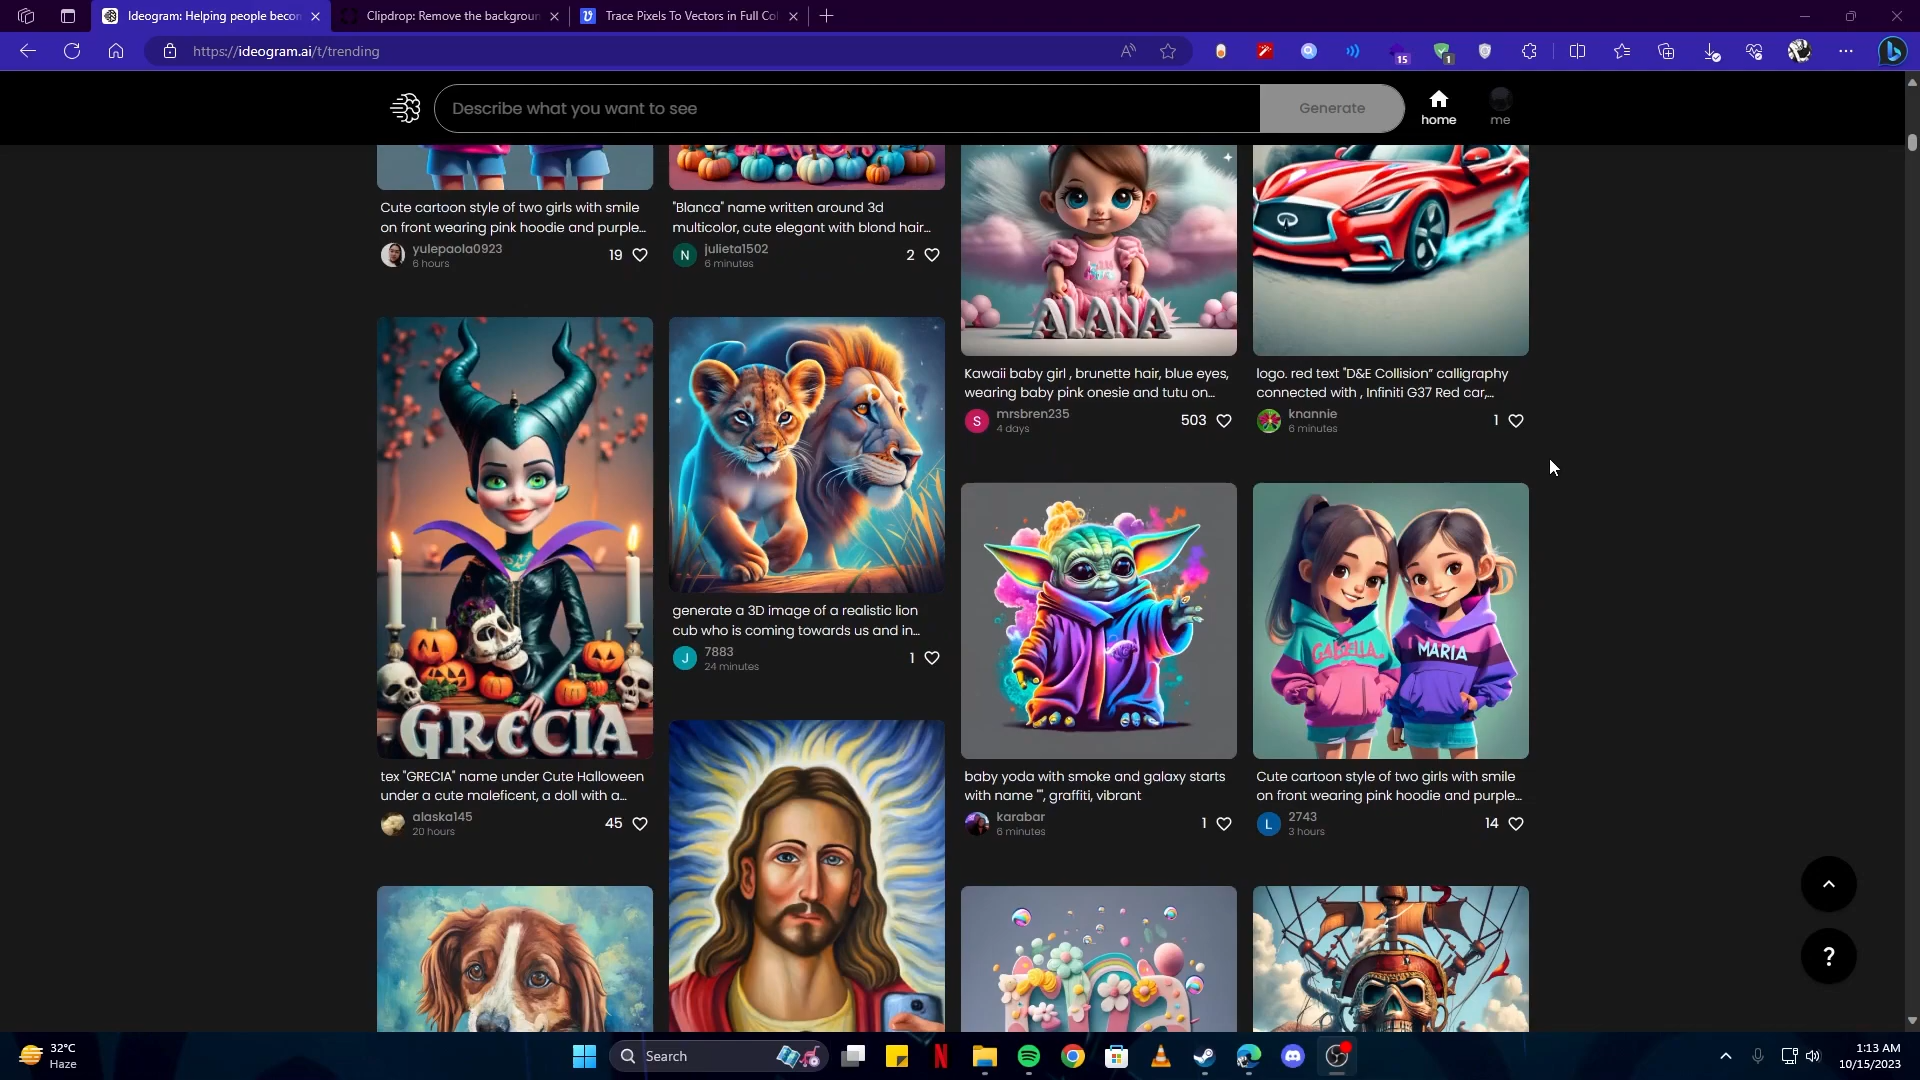 Ideogram: Helping people becon
Clipdrop: Remove the backgroun
Trace Pixels To Vectors in Full Co
https://ideogram.ai/t/trending
15
1
Describe what you want to see
Generate
home
me
Cute cartoon style of two girls with smile
on front wearing pink hoodie and purple...
yulepaola0923
6 hours
19
"Blanca" name written around 3d
multicolor, cute elegant with blond hair...
N
julieta1502
6 minutes
2
ALANA
Kawaii baby girl , brunette hair, blue eyes,
wearing baby pink onesie and tutu on...
S
mrsbren235
4 days
503
logo. red text "D&E Collision" calligraphy
connected with , Infiniti G37 Red car,...
knannie
6 minutes
1
GRECIA
tex "GRECIA" name under Cute Halloween
under a cute maleficent, a doll with a...
alaska145
20 hours
45
generate a 3D image of a realistic lion
cub who is coming towards us and in...
J
7883
24 minutes
1
baby yoda with smoke and galaxy starts
with name "", graffiti, vibrant
karabar
6 minutes
1
MARIA
Cute cartoon style of two girls with smile
on front wearing pink hoodie and purple...
L
2743
3 hours
14
?
32°C
Haze
Search
1:13 AM
10/15/2023